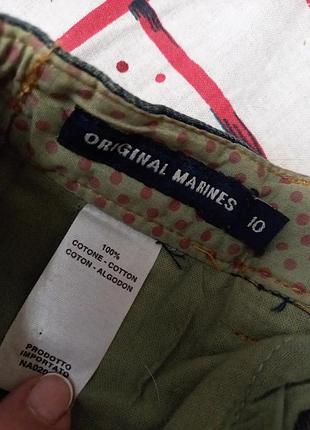 ORIGINAL MARINES 10
100%
COTONE - COTTON
COTON - ALGODON
PRODOTTO
IMPORTATO